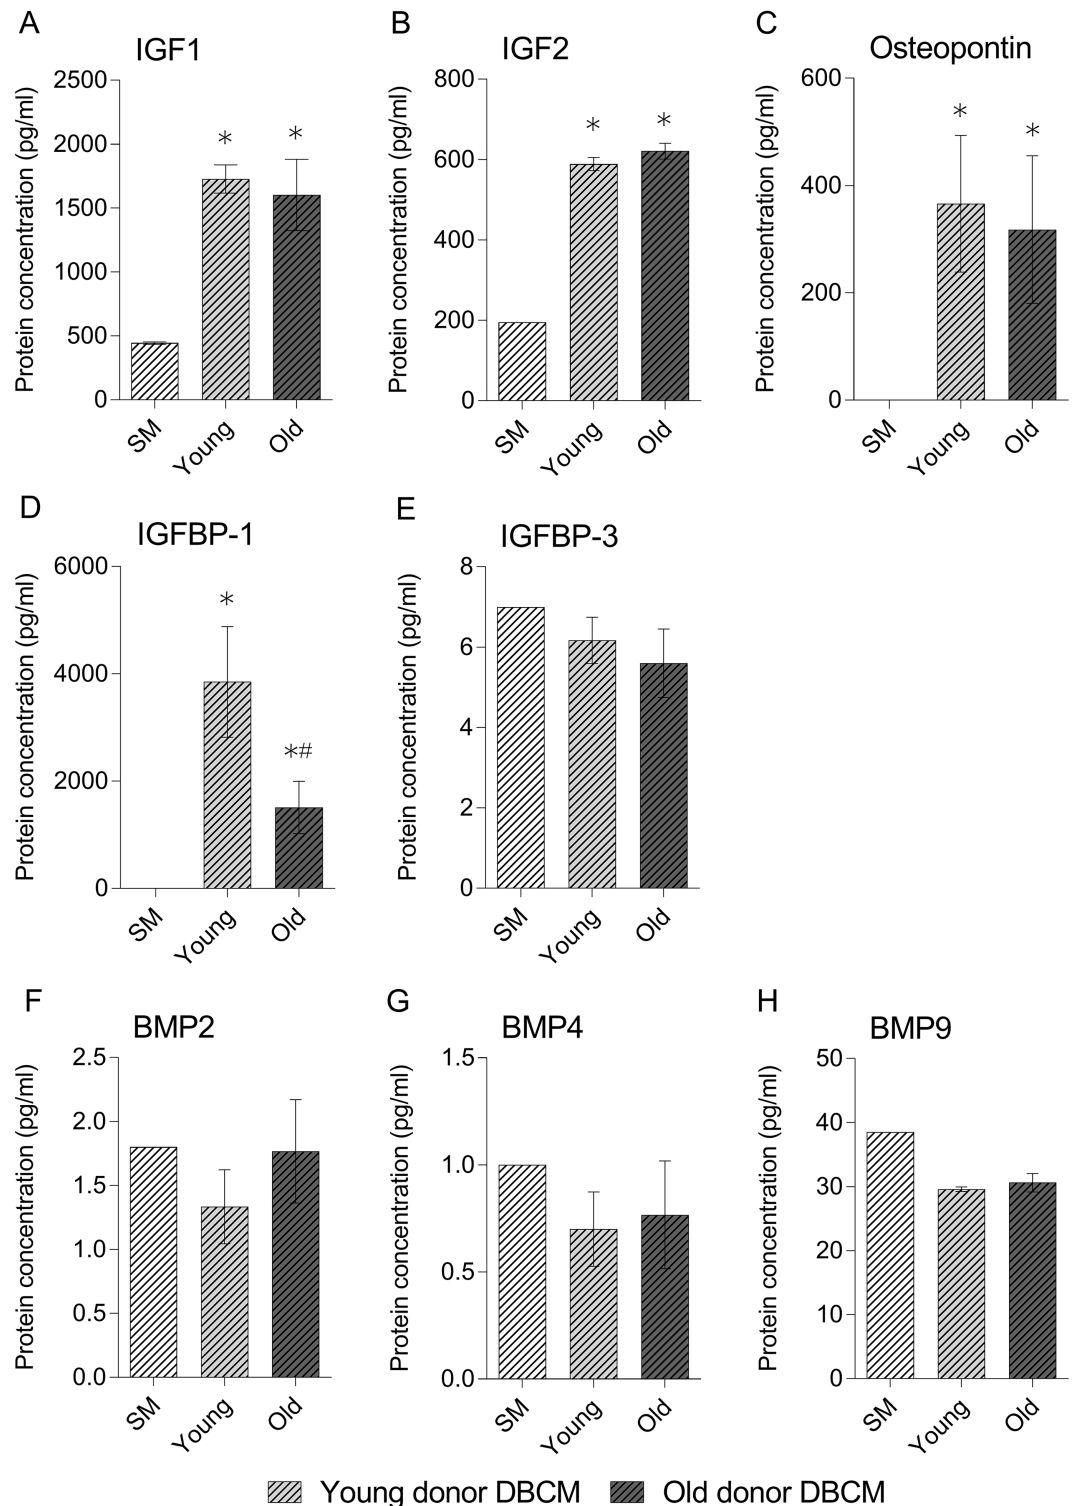 A
IGF1
Protein concentration (pg/ml)
2500
2000
1500
1000
500
0
*
*
SM
Young
Old
B
IGF2
Protein concentration (pg/ml)
800
600
400
200
0
*
*
SM
Young
Old
C
Osteopontin
Protein concentration (pg/ml)
600
400
200
0
*
*
SM
Young
Old
D
IGFBP-1
Protein concentration (pg/ml)
6000
4000
2000
0
*
*#
SM
Young
Old
E
IGFBP-3
Protein concentration (pg/ml)
8
6
4
2
0
SM
Young
Old
F
BMP2
Protein concentration (pg/ml)
2.5
2.0
1.5
1.0
0.5
0.0
SM
Young
Old
G
BMP4
Protein concentration (pg/ml)
1.5
1.0
0.5
0.0
SM
Young
Old
H
BMP9
Protein concentration (pg/ml)
50
40
30
20
10
0
SM
Young
Old
Young donor DBCM
Old donor DBCM